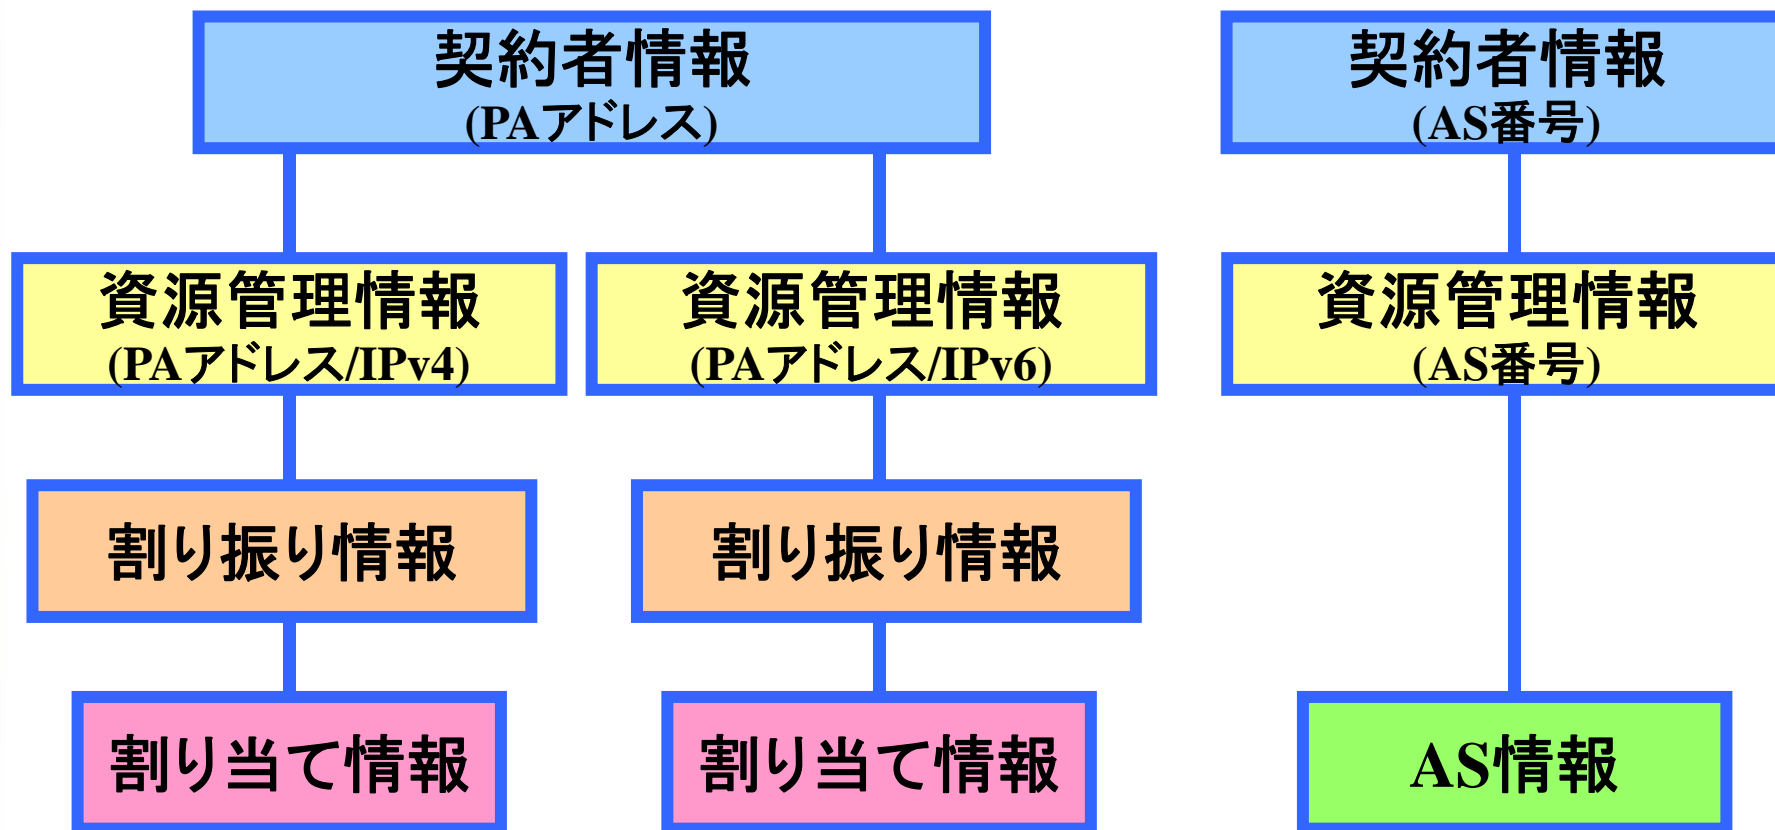 契約者情報
(PAアドレス)
契約者情報
(AS番号)
資源管理情報
(PAアドレス/IPv4)
資源管理情報
(PAアドレス/IPv6)
資源管理情報
(AS番号)
割り振り情報
割り振り情報
割り当て情報
割り当て情報
AS情報